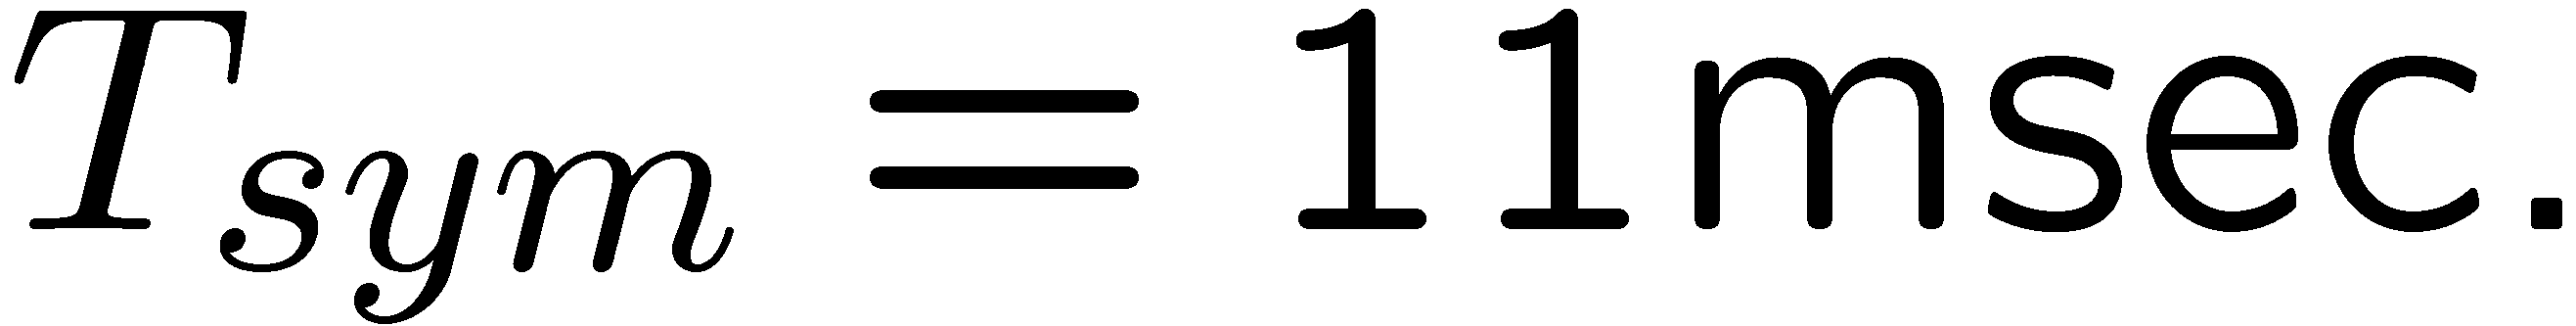 T_{sym} = 11msec.